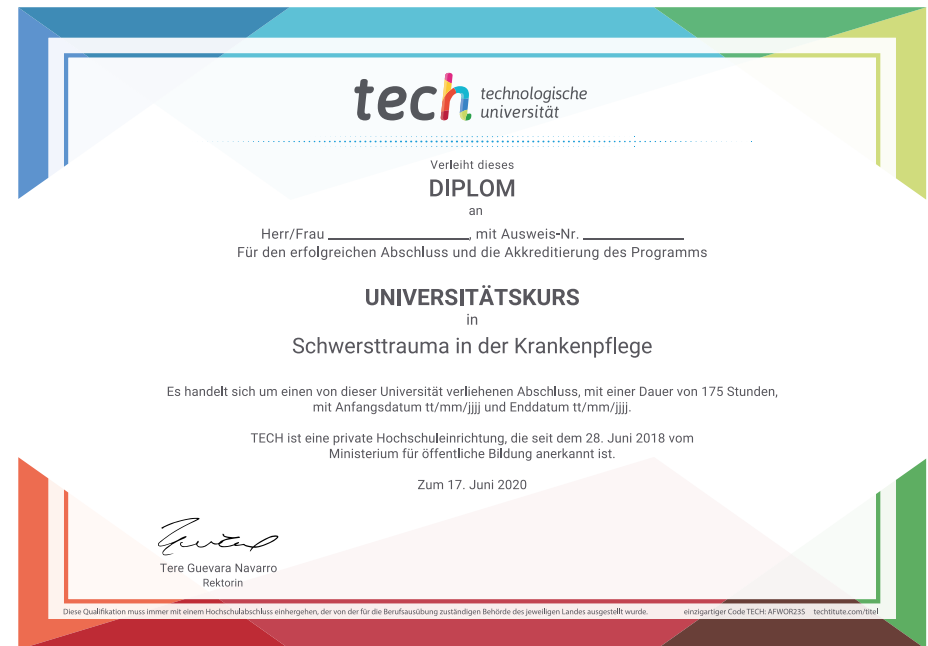 tech technologische
universität
Verleiht dieses
DIPLOM
an
Herr/Frau ____________________, mit Ausweis-Nr. ______________
Für den erfolgreichen Abschluss und die Akkreditierung des Programms
UNIVERSITÄTSKURS
in
Schwersttrauma in der Krankenpflege
Es handelt sich um einen von dieser Universität verliehenen Abschluss, mit einer Dauer von 175 Stunden,
mit Anfangsdatum tt/mm/jjjj und Enddatum tt/mm/jjjj.
TECH ist eine private Hochschuleinrichtung, die seit dem 28. Juni 2018 vom
Ministerium für öffentliche Bildung anerkannt ist.
Zum 17. Juni 2020
Tere Guevara Navarro
Rektorin
Diese Qualifikation muss immer mit einem Hochschulabschluss einhergehen, der von der für die Berufsausübung zuständigen Behörde des jeweiligen Landes ausgestellt wurde. einzigartiger Code TECH: AFWOR23S techtitute.com/titel